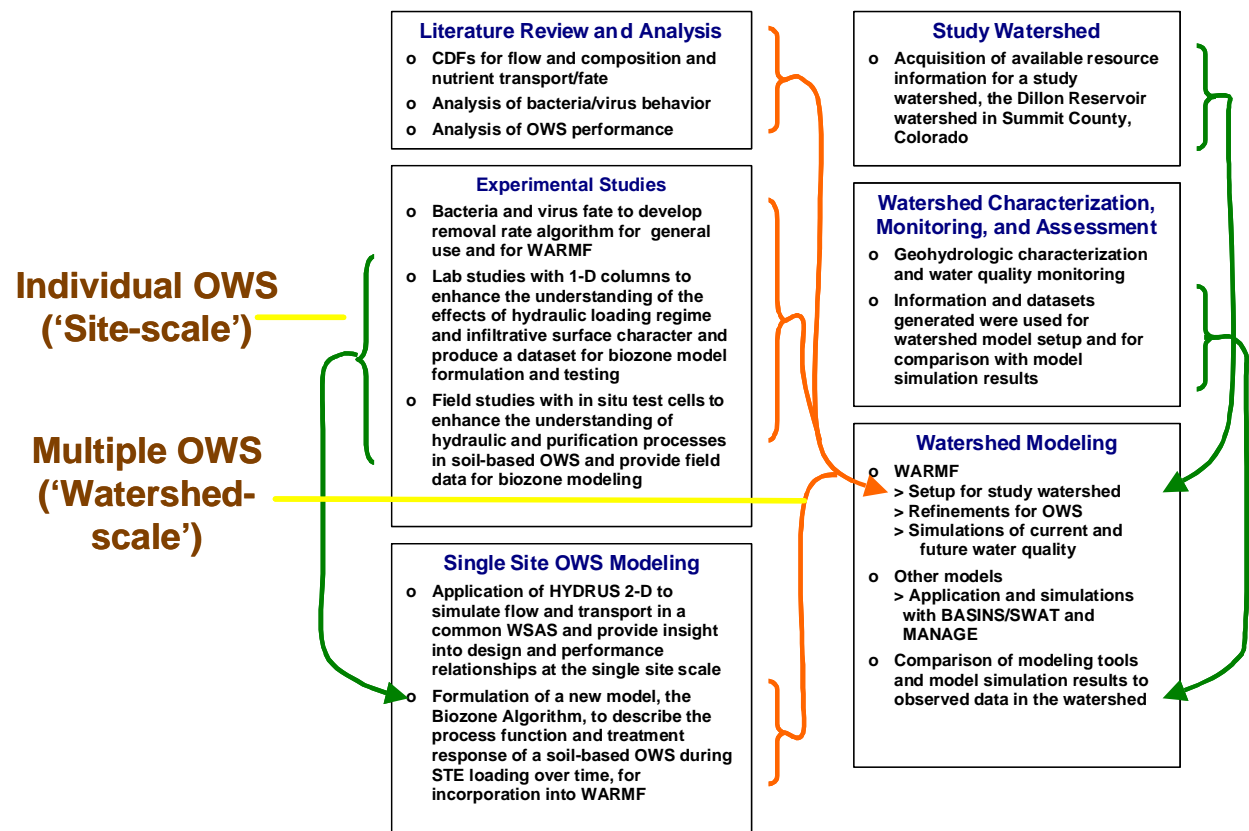 Individual OWS
('Site-scale')
Multiple OWS
('Watershed-
scale')
Literature Review and Analysis
o CDFs for flow and composition and
nutrient transport/fate
o Analysis of bacteria/virus behavior
o Analysis of OWS performance
Experimental Studies
o Bacteria and virus fate to develop
removal rate algorithm for general
use and for WARMF
o Lab studies with 1-D columns to
enhance the understanding of the
effects of hydraulic loading regime
and infiltrative surface character and
produce a dataset for biozone model
formulation and testing
o Field studies with in situ test cells to
enhance the understanding of
hydraulic and purification processes
in soil-based OWS and provide field
data for biozone modeling
Single Site OWS Modeling
o Application of HYDRUS 2-D to
simulate flow and transport in a
common WSAS and provide insight
into design and performance
relationships at the single site scale
o Formulation of a new model, the
Biozone Algorithm, to describe the
process function and treatment
response of a soil-based OWS during
STE loading over time, for
incorporation into WARMF
Study Watershed
o Acquisition of available resource
information for a study
watershed, the Dillon Reservoir
watershed in Summit County,
Colorado
Watershed Characterization,
Monitoring, and Assessment
o Geohydrologic characterization
and water quality monitoring
o Information and datasets
generated were used for
watershed model setup and for
comparison with model
simulation results
Watershed Modeling
o WARMF
> Setup for study watershed
> Refinements for OWS
> Simulations of current and
future water quality
o Other models
> Application and simulations
with BASINS/SWAT and
MANAGE
o Comparison of modeling tools
and model simulation results to
observed data in the watershed